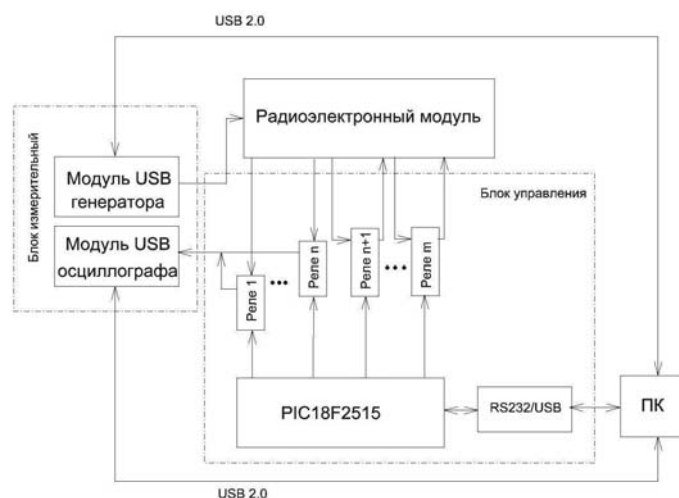 USB 2.0
Радиоэлектронный модуль
Блок измерительный
Модуль USB
генератора
Блок управления
Модуль USB
осциллографа
Реле 1
Реле n
Реле n+1
Реле m
PIC18F2515
RS232/USB
ПК
USB 2.0